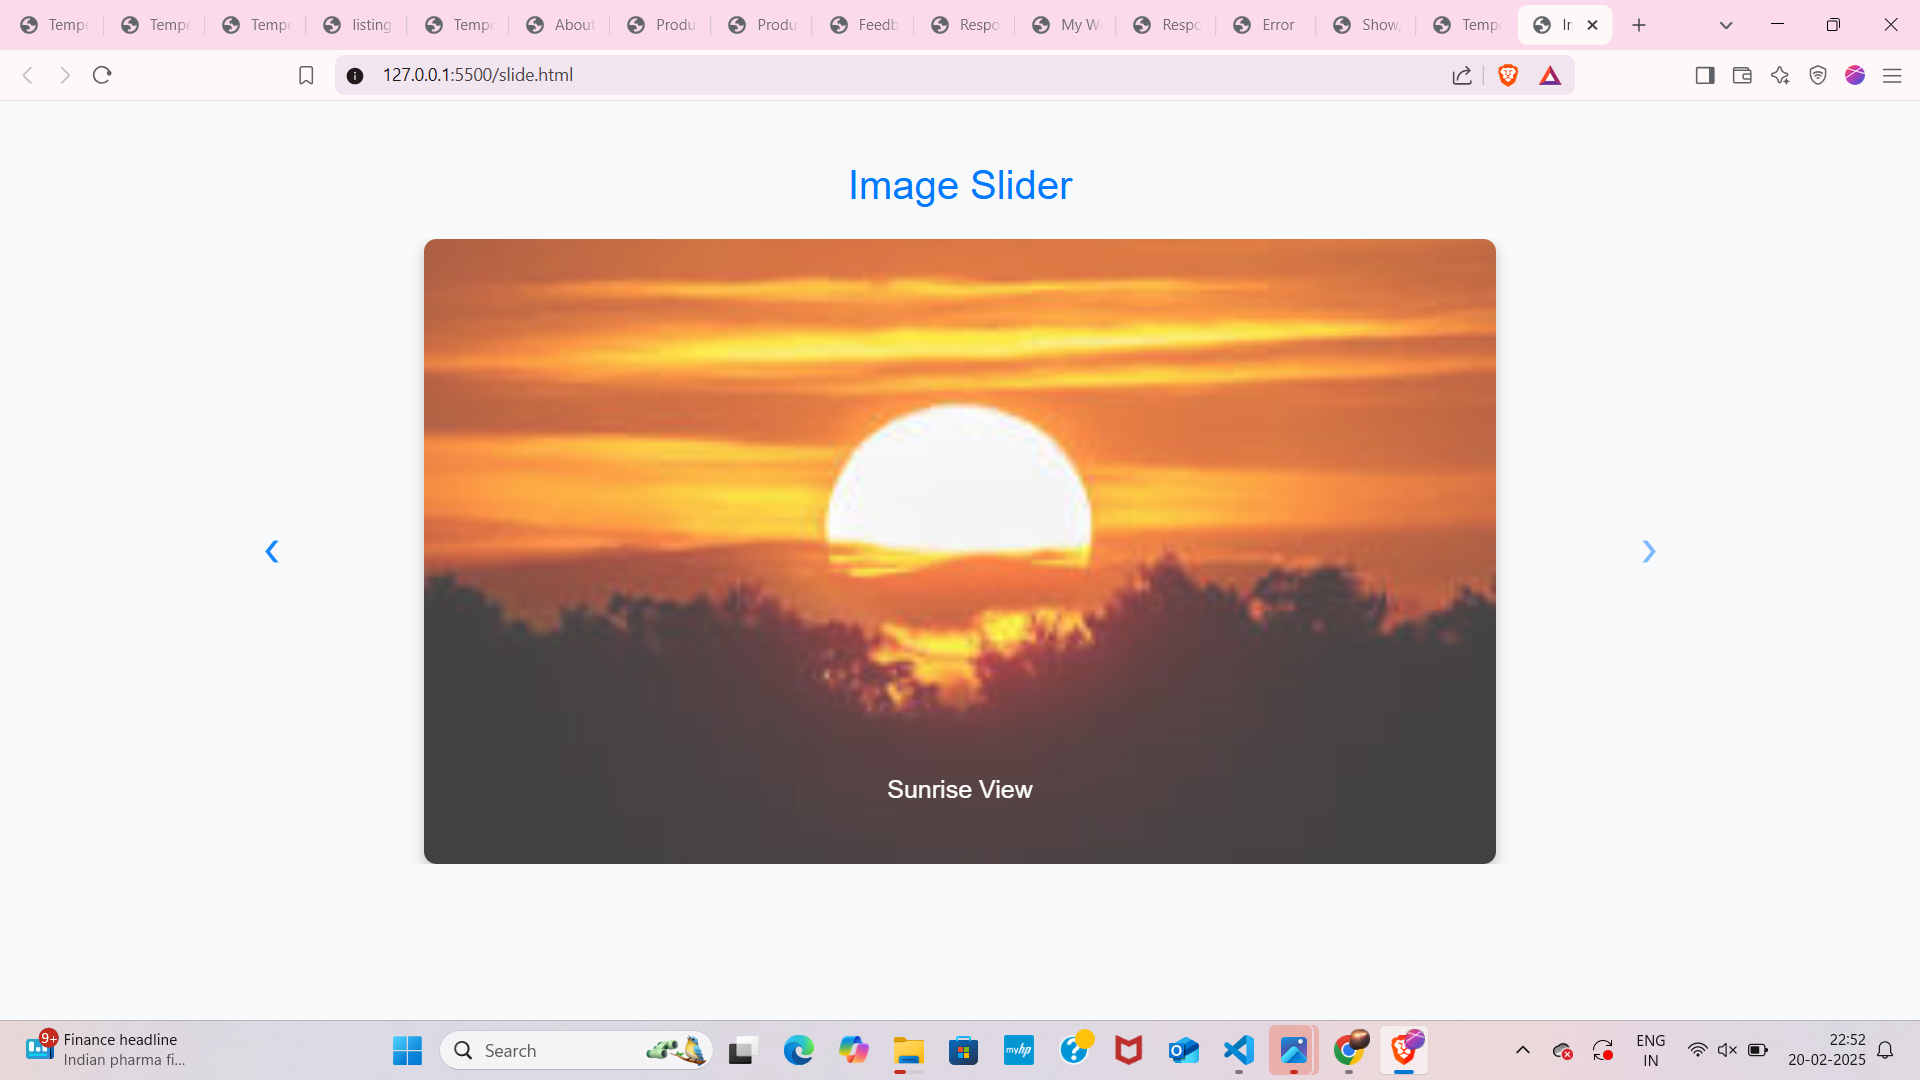 Tempe
Tempe
Tempe
listing
Tempe
About
Produ
Produ
Feedb
Respo
My W
Respo
Error
Show/
Tempe
127.0.0.1:5500/slide.html
Image Slider
‹
›
Sunrise View
9+
Finance headline
Indian pharma fi...
Search
myhp
ENG
IN
22:52
20-02-2025